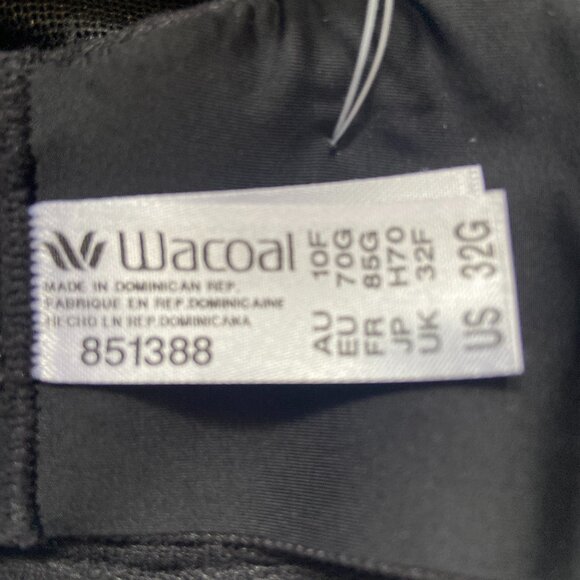 Wacoal
MADE IN DOMINICAN REP.
FABRIQUE EN REP.DOMINICAINE
HECHO EN REP.DOMINICANA
851388
AU 10F
EU 70G
FR 85G
JP H70
UK 32F
US 32G